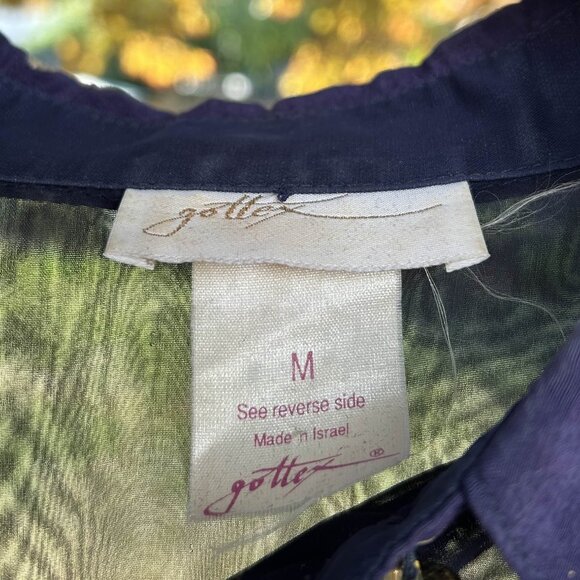 gottex
M
See reverse side
Made in Israel
gottex®